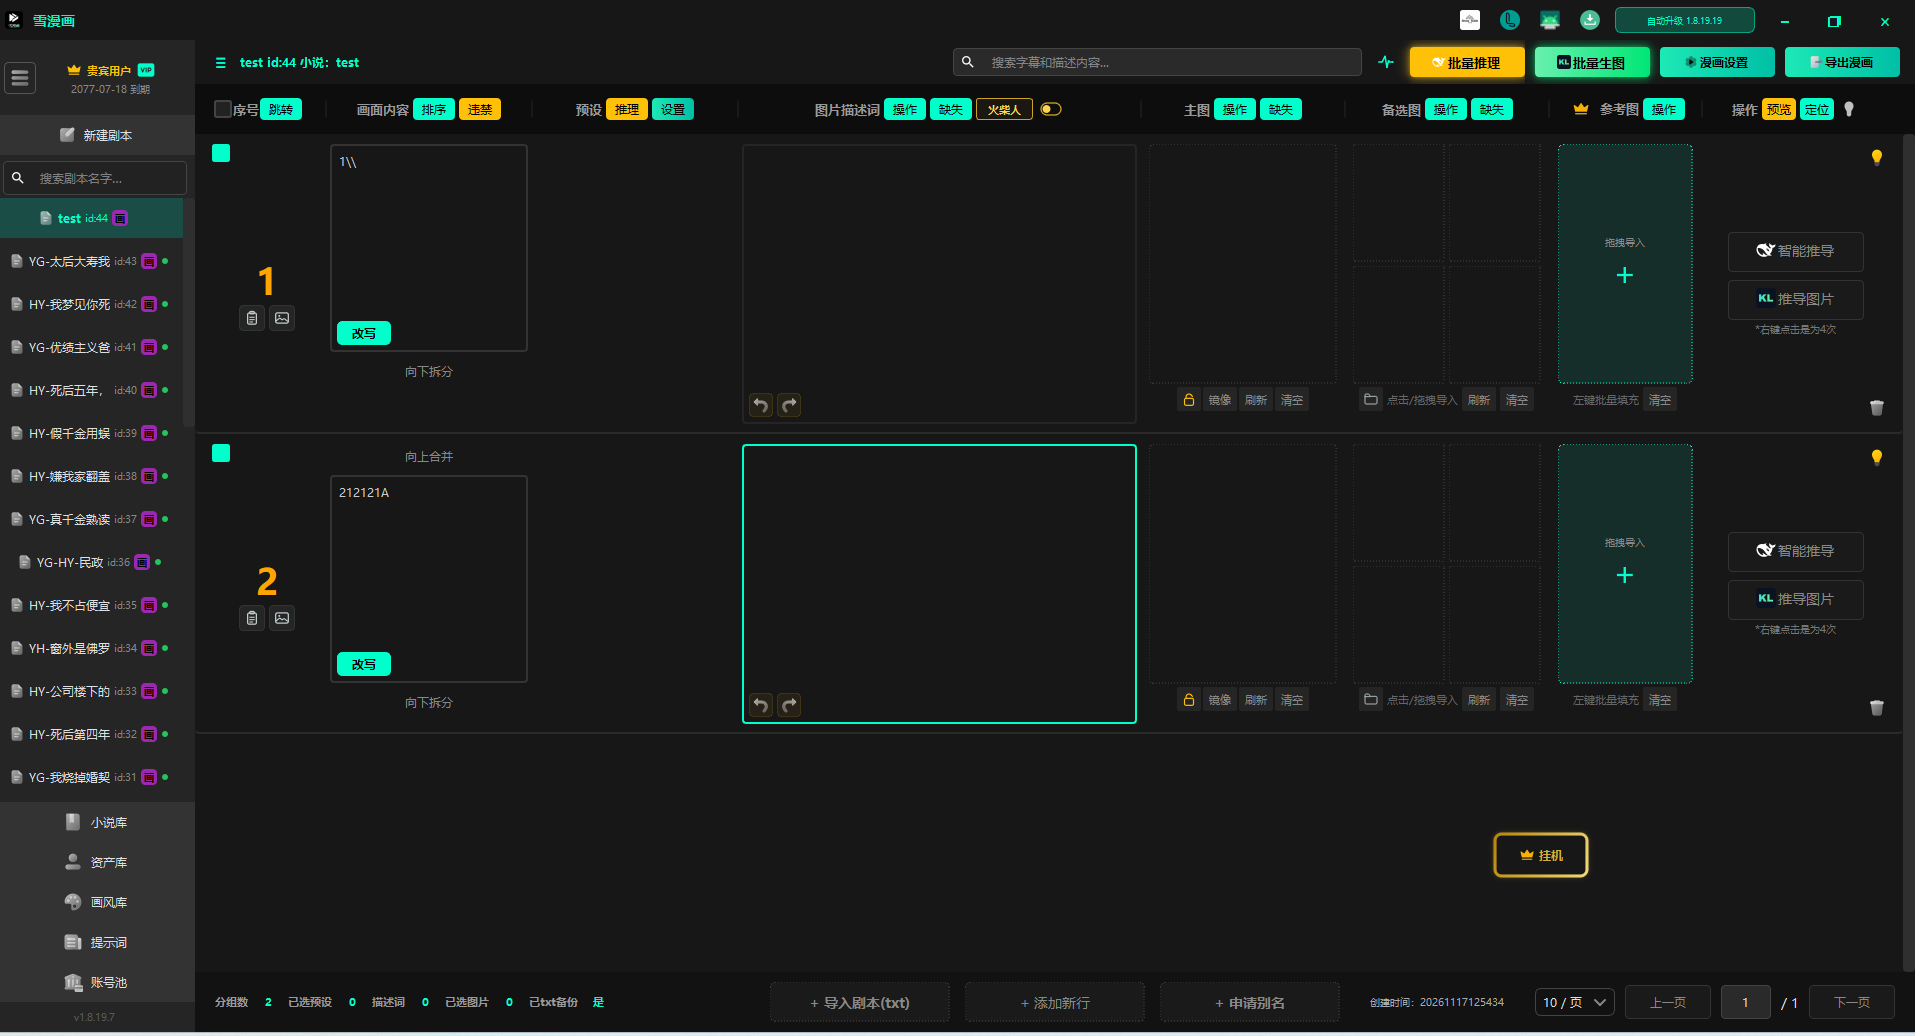 雪漫画
自动升级 1.8.19.19
贵宾用户 VIP
2077-07-18 到期
新建剧本
搜索剧本名字...
test id:44 画
YG-太后大寿我 id:43 画
HY-我梦见你死 id:42 画
YG-优绩主义爸 id:41 画
HY-死后五年， id:40 画
HY-假千金用蜈 id:39 画
HY-嫌我家翻盖 id:38 画
YG-真千金熟读 id:37 画
YG-HY-民政 id:36 画
HY-我不占便宜 id:35 画
YH-窗外是佛罗 id:34 画
HY-公司楼下的 id:33 画
HY-死后第四年 id:32 画
YG-我烧掉婚契 id:31 画
小说库
资产库
画风库
提示词
账号池
v1.8.19.7
test id:44 小说：test
搜索字幕和描述内容...
批量推理
KL 批量生图
漫画设置
导出漫画
序号 跳转
画面内容 排序 违禁
预设 推理 设置
图片描述词 操作 缺失 火柴人
主图 操作 缺失
备选图 操作 缺失
参考图 操作
操作 预览 定位
1
1\\
改写
向下拆分
镜像 刷新 清空
点击/拖拽导入 刷新 清空
拖拽导入
+
左键批量填充 清空
智能推导
KL 推导图片
*右键点击是为4次
向上合并
2
212121A
改写
向下拆分
镜像 刷新 清空
点击/拖拽导入 刷新 清空
拖拽导入
+
左键批量填充 清空
智能推导
KL 推导图片
*右键点击是为4次
挂机
分组数 2 已选预设 0 描述词 0 已选图片 0 已txt备份 是
+ 导入剧本(txt)
+ 添加新行
+ 申请别名
创建时间：20261117125434
10 / 页
上一页
1 / 1
下一页